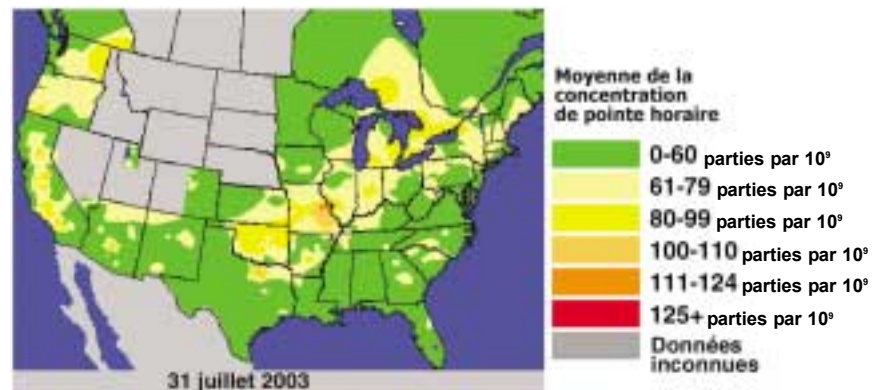 Moyenne de la
concentration
de pointe horaire
0-60 parties par 10⁹
61-79 parties par 10⁹
80-99 parties par 10⁹
100-110 parties par 10⁹
111-124 parties par 10⁹
125+ parties par 10⁹
Données
inconnues
31 juillet 2003